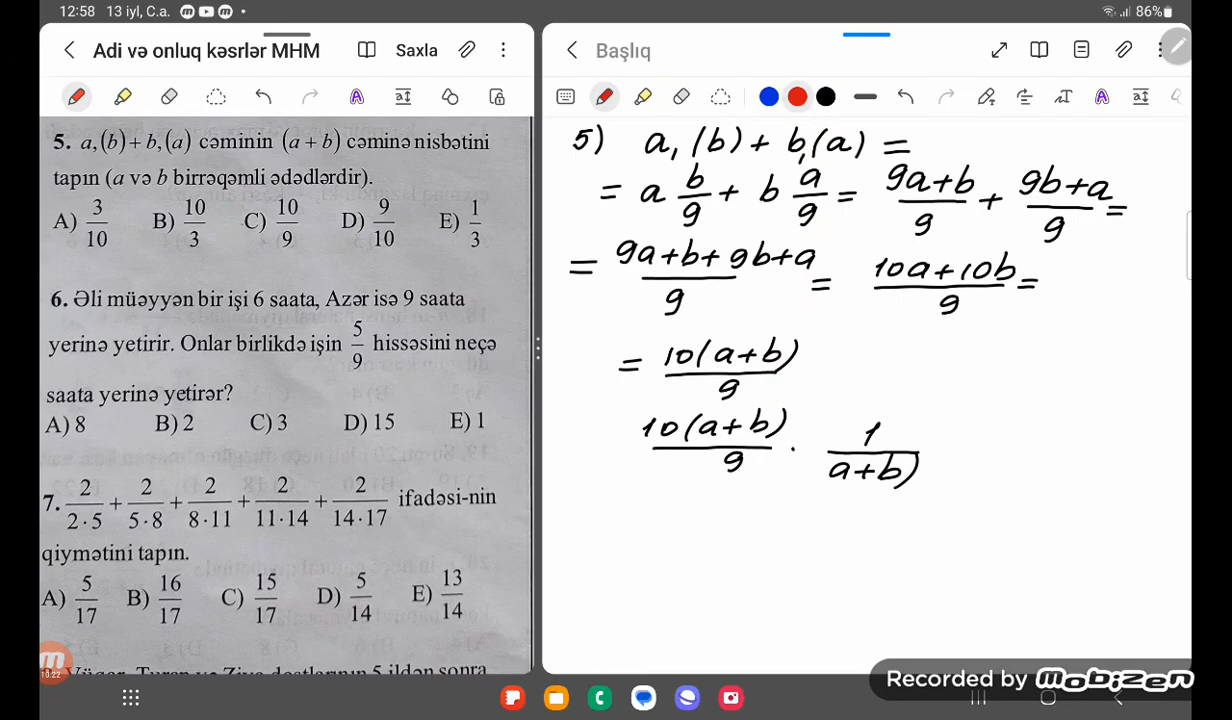 12:58 13 iyl, C.a. 86%
Adi və onluq kəsrlər MHM Saxla
Başlıq
5. a,(b) + b,(a) cəminin (a + b) cəminə nisbətini
tapın (a və b birrəqəmli ədədlərdir).
A) 3/10 B) 10/3 C) 10/9 D) 9/10 E) 1/3
6. Əli müəyyən bir işi 6 saata, Azər isə 9 saata
yerinə yetirir. Onlar birlikdə işin 5/9 hissəsini neçə
saata yerinə yetirər?
A) 8 B) 2 C) 3 D) 15 E) 1
7. 2/(2·5) + 2/(5·8) + 2/(8·11) + 2/(11·14) + 2/(14·17) ifadəsi-nin
qiymətini tapın.
A) 5/17 B) 16/17 C) 15/17 D) 5/14 E) 13/14
10:22
5) a,(b) + b,(a) =
= a b/9 + b a/9 = (9a+b)/9 + (9b+a)/9 =
= (9a+b+9b+a)/9 = (10a+10b)/9 =
= 10(a+b)/9
10(a+b)/9 · 1/a+b)
Recorded by mobizen